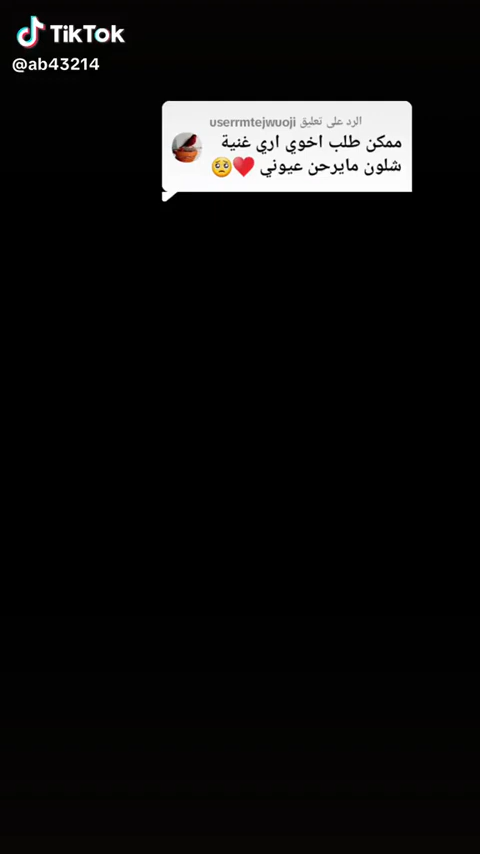 TikTok
@ab43214
الرد على تعليق userrmtejwuoji
ممكن طلب اخوي اري غنية
شلون مايرحن عيوني ♥️🥺